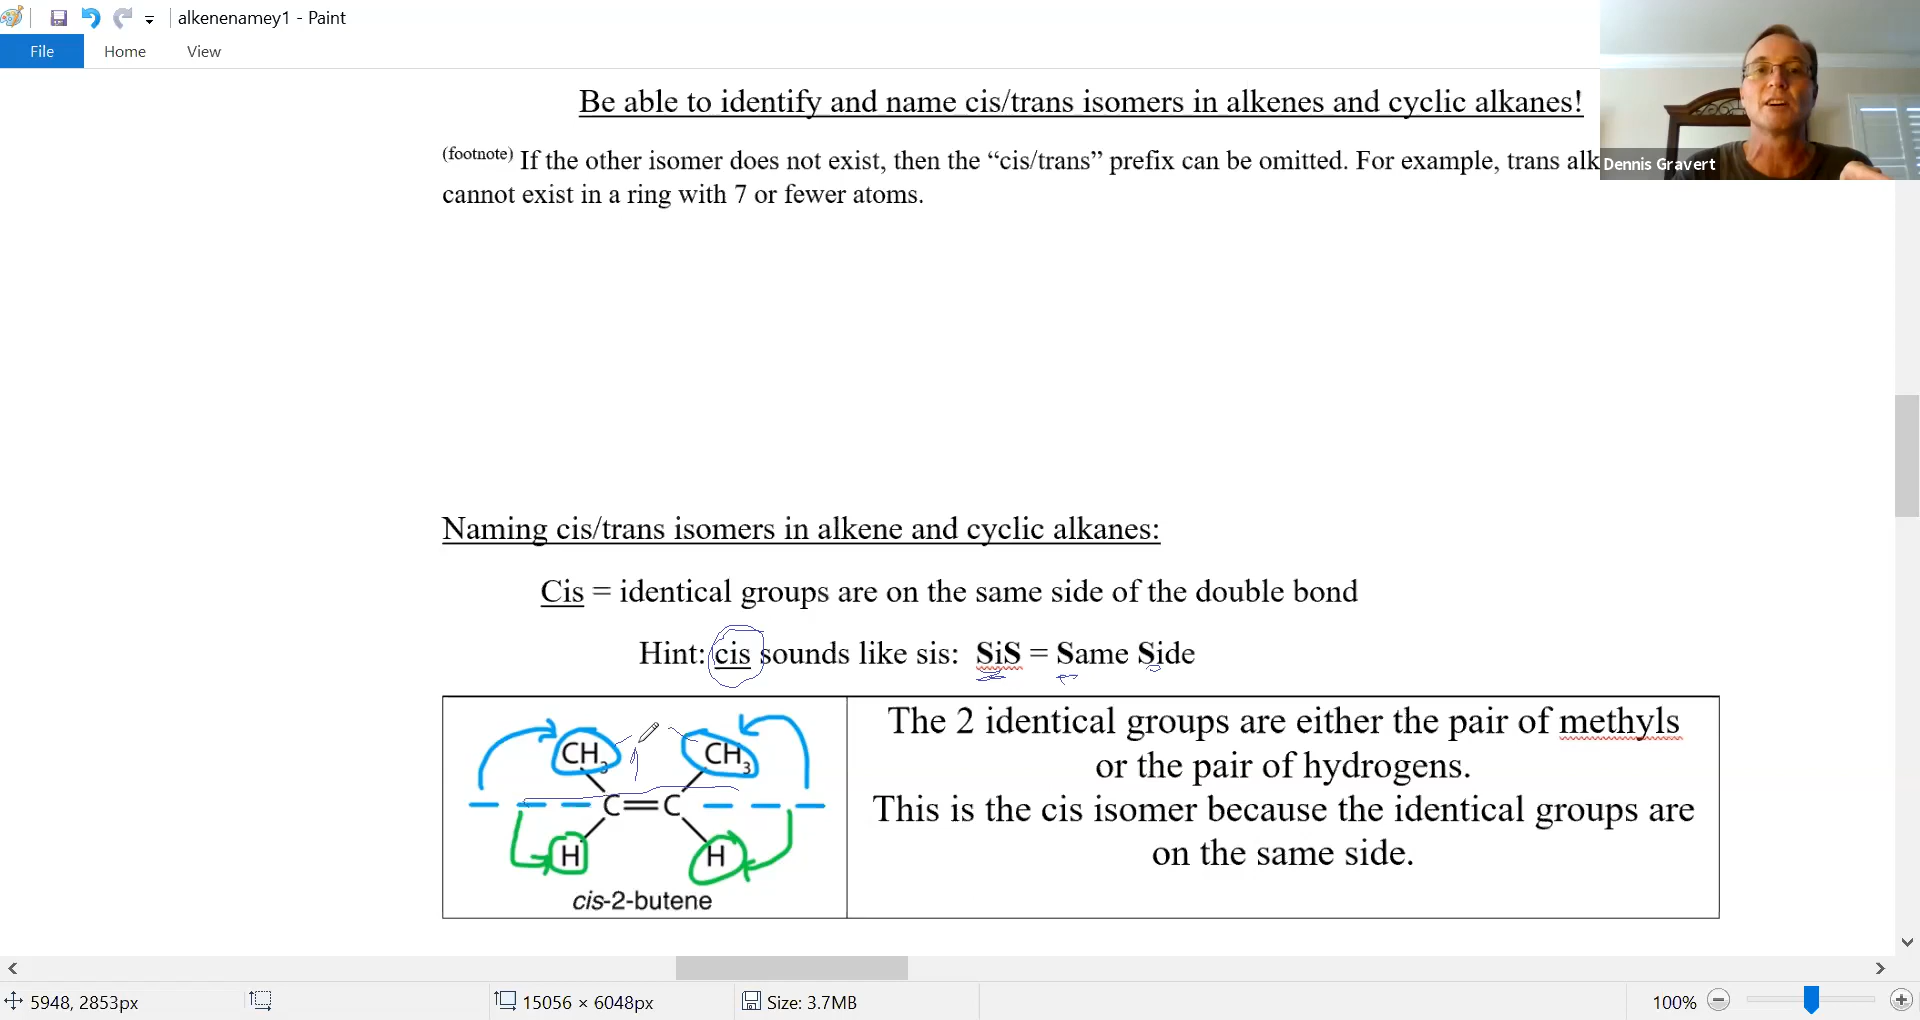 alkenenamey1 - Paint
File Home View
Be able to identify and name cis/trans isomers in alkenes and cyclic alkanes!
(footnote) If the other isomer does not exist, then the “cis/trans” prefix can be omitted. For example, trans alk
Dennis Gravert
cannot exist in a ring with 7 or fewer atoms.
Naming cis/trans isomers in alkene and cyclic alkanes:
Cis = identical groups are on the same side of the double bond
Hint: cis sounds like sis: SiS = Same Side
CH3 CH3
C=C
H H
cis-2-butene
The 2 identical groups are either the pair of methyls
or the pair of hydrogens.
This is the cis isomer because the identical groups are
on the same side.
5948, 2853px 15056 × 6048px Size: 3.7MB 100%